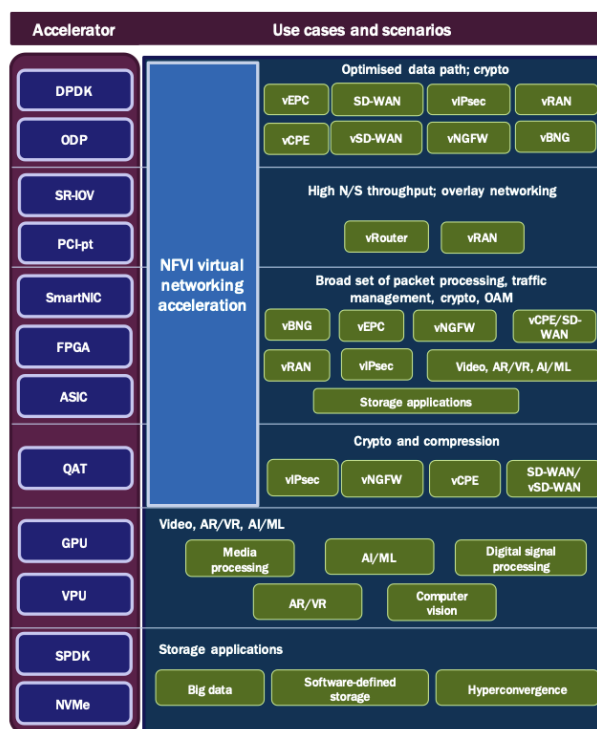 Accelerator
Use cases and scenarios
DPDK
ODP
SR-IOV
PCI-pt
SmartNIC
FPGA
ASIC
QAT
GPU
VPU
SPDK
NVMe
NFVI virtual
networking
acceleration
Optimised data path; crypto
vEPC
SD-WAN
vIPsec
vRAN
vCPE
vSD-WAN
vNGFW
vBNG
High N/S throughput; overlay networking
vRouter
vRAN
Broad set of packet processing, traffic
management, crypto, OAM
vBNG
vEPC
vNGFW
vCPE/SD-
WAN
vRAN
vIPsec
Video, AR/VR, AI/ML
Storage applications
Crypto and compression
vIPsec
vNGFW
vCPE
SD-WAN/
vSD-WAN
Video, AR/VR, AI/ML
Media
processing
AI/ML
Digital signal
processing
AR/VR
Computer
vision
Storage applications
Big data
Software-defined
storage
Hyperconvergence